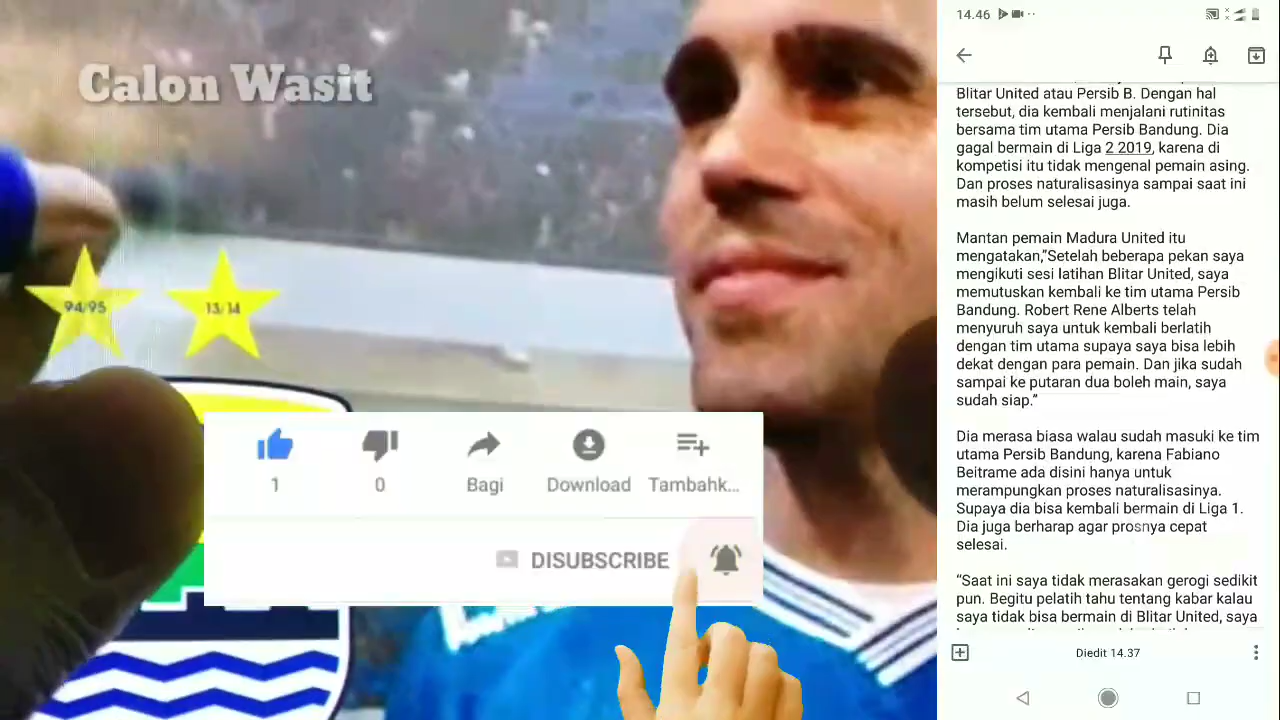 Calon Wasit
94/95
13/14
1
0
Bagi
Download
Tambahk...
DISUBSCRIBE
14.46
Blitar United atau Persib B. Dengan hal
tersebut, dia kembali menjalani rutinitas
bersama tim utama Persib Bandung. Dia
gagal bermain di Liga 2 2019, karena di
kompetisi itu tidak mengenal pemain asing.
Dan proses naturalisasinya sampai saat ini
masih belum selesai juga.
Mantan pemain Madura United itu
mengatakan,"Setelah beberapa pekan saya
mengikuti sesi latihan Blitar United, saya
memutuskan kembali ke tim utama Persib
Bandung. Robert Rene Alberts telah
menyuruh saya untuk kembali berlatih
dengan tim utama supaya saya bisa lebih
dekat dengan para pemain. Dan jika sudah
sampai ke putaran dua boleh main, saya
sudah siap."
Dia merasa biasa walau sudah masuki ke tim
utama Persib Bandung, karena Fabiano
Beitrame ada disini hanya untuk
merampungkan proses naturalisasinya.
Supaya dia bisa kembali bermain di Liga 1.
Dia juga berharap agar prosnya cepat
selesai.
"Saat ini saya tidak merasakan gerogi sedikit
pun. Begitu pelatih tahu tentang kabar kalau
saya tidak bisa bermain di Blitar United, saya
Diedit 14.37